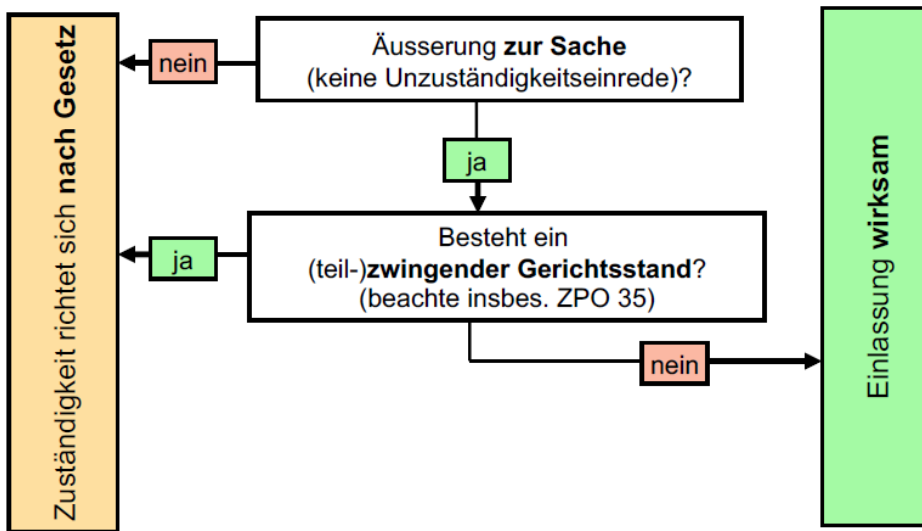 Zuständigkeit richtet sich nach Gesetz
Äusserung zur Sache
(keine Unzuständigkeitseinrede)?
nein
ja
Besteht ein
(teil-)zwingender Gerichtsstand?
(beachte insbes. ZPO 35)
ja
nein
Einlassung wirksam